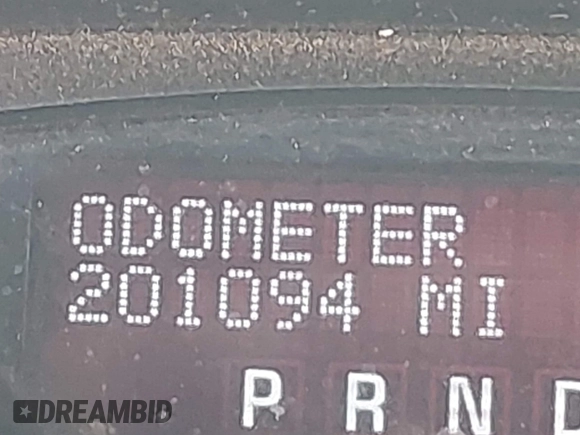 ODOMETER
201094 MI
P R N D
DREAMBID